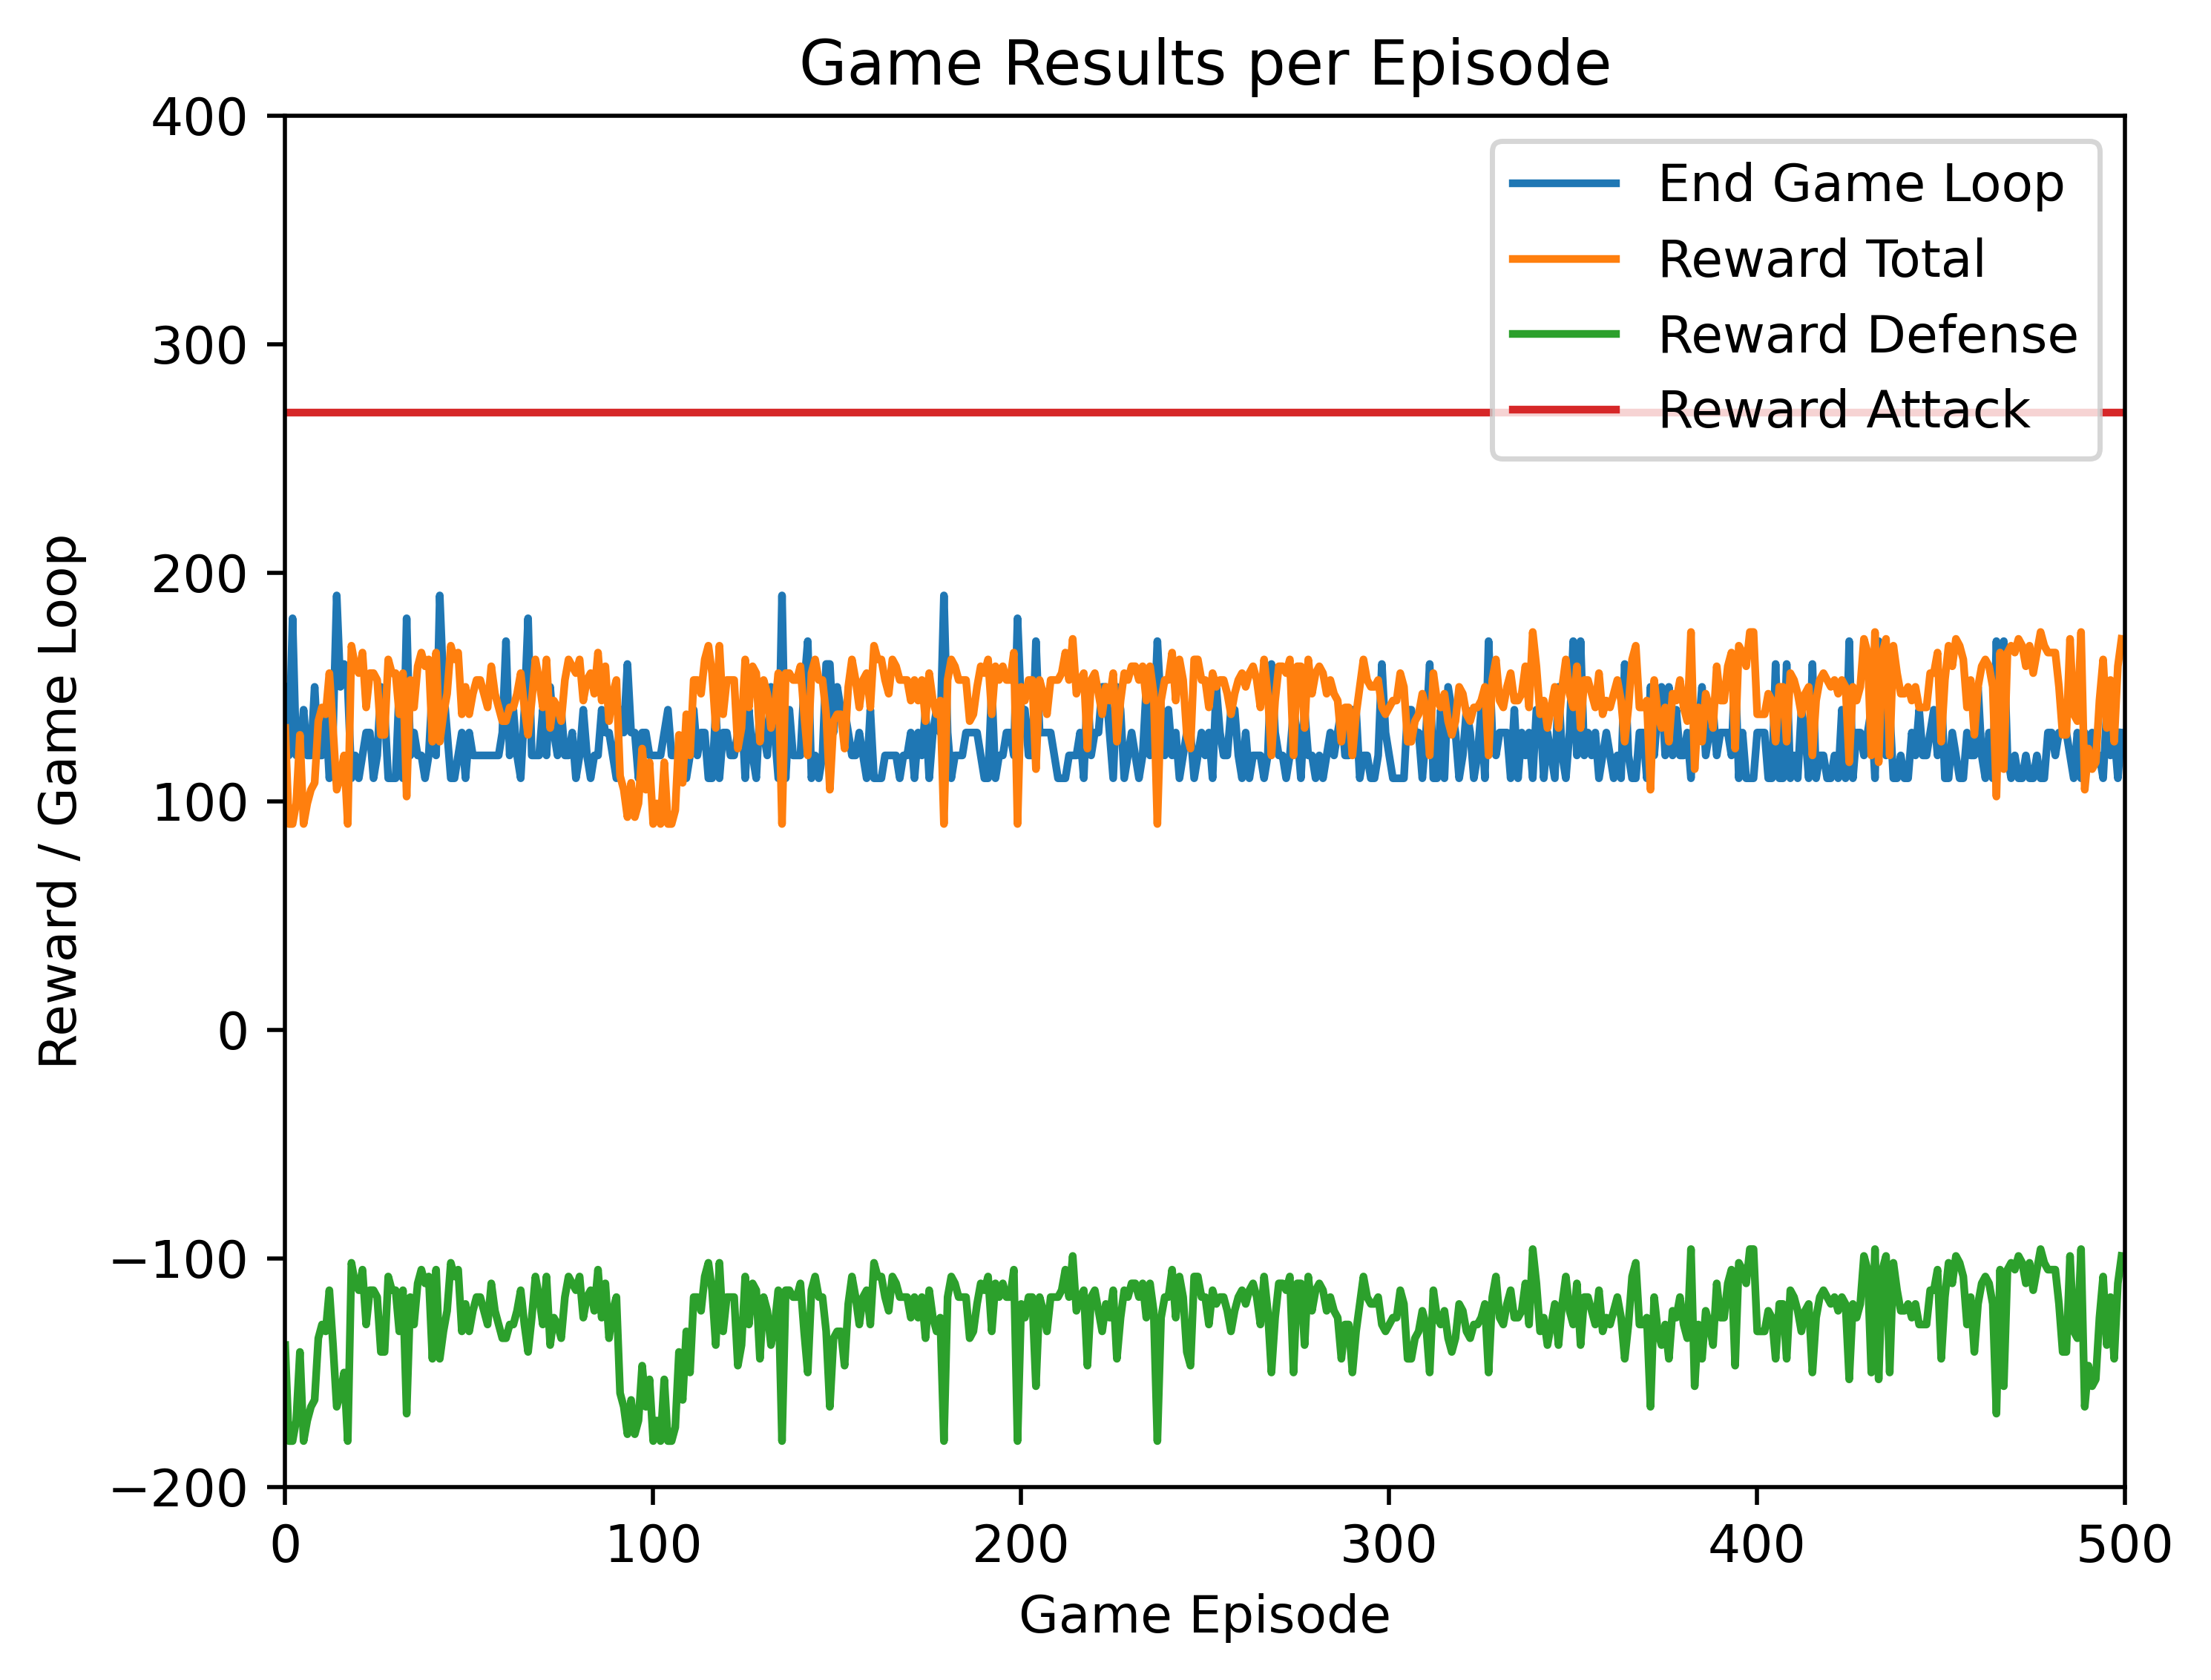 Game Results per Episode
400
300
200
100
0
−100
−200
Reward / Game Loop
End Game Loop
Reward Total
Reward Defense
Reward Attack
0 100 200 300 400 500
Game Episode